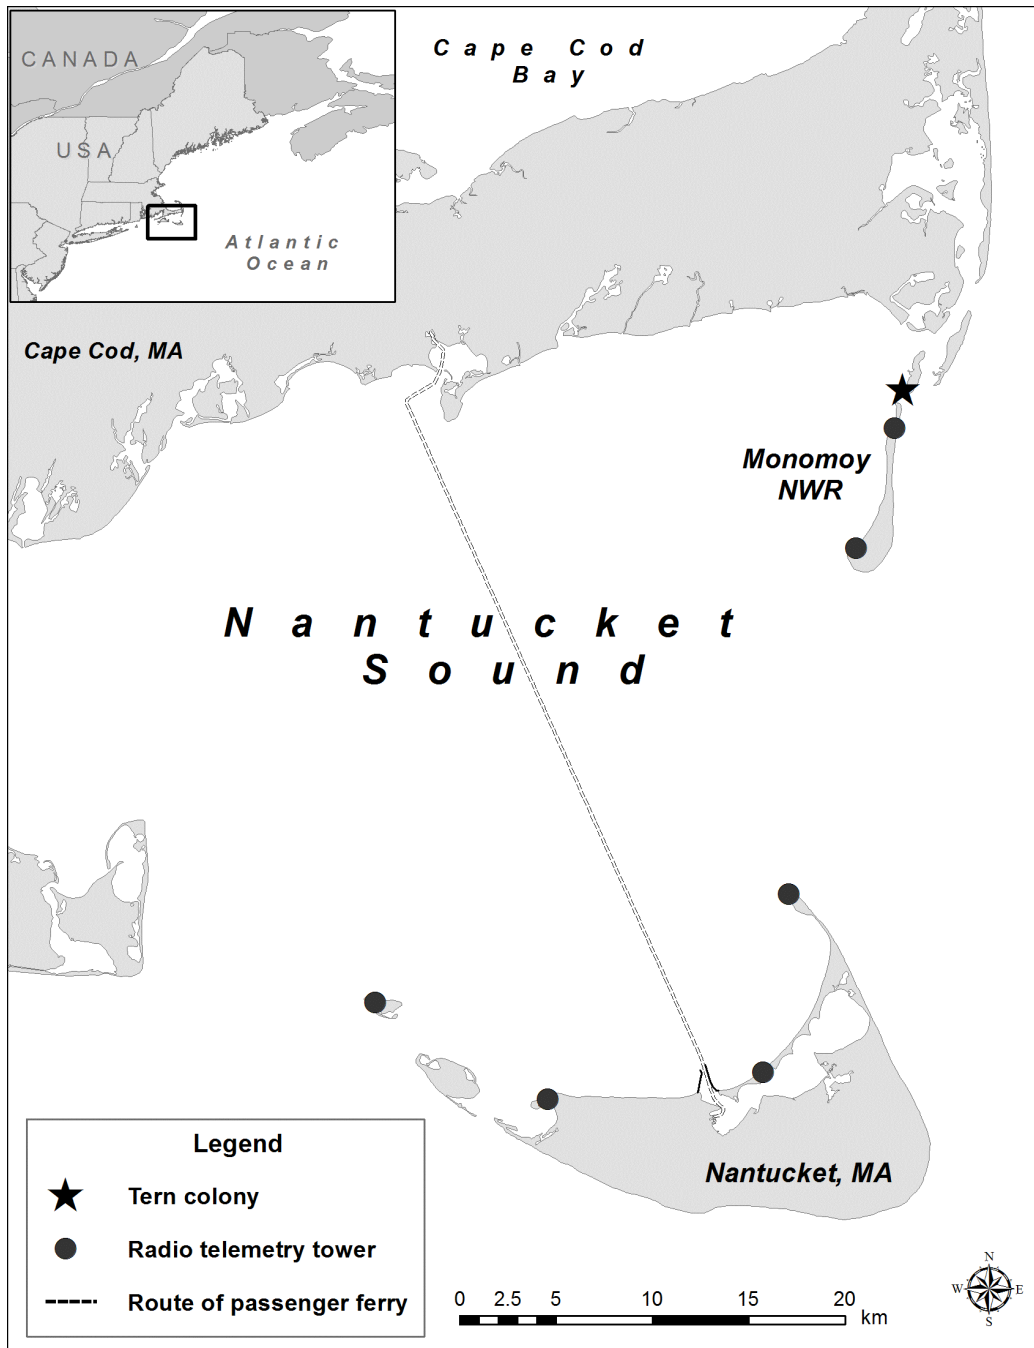 CANADA
USA
Atlantic
Ocean
Cape Cod
Bay
Cape Cod, MA
Monomoy
NWR
Nantucket
Sound
Nantucket, MA
Legend
Tern colony
Radio telemetry tower
Route of passenger ferry
0 2.5 5 10 15 20
km
N
W E
S